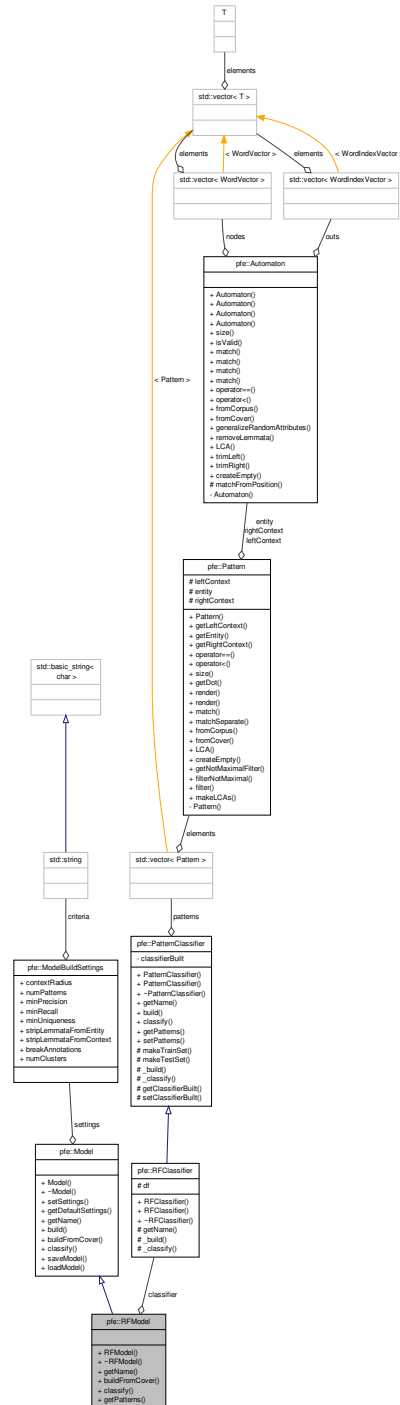 T
elements
std::vector< T >
elements
< WordVector >
elements
< WordIndexVector >
std::vector< WordVector >
std::vector< WordIndexVector >
nodes
outs
pfe::Automaton
+ Automaton()
+ Automaton()
+ Automaton()
+ Automaton()
+ size()
+ isValid()
+ match()
+ match()
+ match()
+ match()
+ operator==()
+ operator<()
+ fromCorpus()
+ fromCover()
+ generalizeRandomAttributes()
+ removeLemmata()
+ LCA()
+ trimLeft()
+ trimRight()
+ createEmpty()
# matchFromPosition()
- Automaton()
< Pattern >
entity
rightContext
leftContext
pfe::Pattern
# leftContext
# entity
# rightContext
+ Pattern()
+ getLeftContext()
+ getEntity()
+ getRightContext()
+ operator==()
+ operator<()
+ size()
+ getDot()
+ render()
+ render()
+ match()
+ matchSeparate()
+ fromCorpus()
+ fromCover()
+ LCA()
+ createEmpty()
+ getNotMaximalFilter()
+ filterNotMaximal()
+ filter()
+ makeLCAs()
- Pattern()
std::basic_string<
char >
elements
std::string
std::vector< Pattern >
criteria
patterns
pfe::ModelBuildSettings
+ contextRadius
+ numPatterns
+ minPrecision
+ minRecall
+ minUniqueness
+ stripLemmataFromEntity
+ stripLemmataFromContext
+ breakAnnotations
+ numClusters
pfe::PatternClassifier
- classifierBuilt
+ PatternClassifier()
+ PatternClassifier()
+ ~PatternClassifier()
+ getName()
+ build()
+ classify()
+ getPatterns()
+ setPatterns()
# makeTrainSet()
# makeTestSet()
# _build()
# _classify()
# getClassifierBuilt()
# setClassifierBuilt()
settings
pfe::Model
+ Model()
+ ~Model()
+ setSettings()
+ getDefaultSettings()
+ getName()
+ build()
+ buildFromCover()
+ classify()
+ saveModel()
+ loadModel()
pfe::RFClassifier
# df
+ RFClassifier()
+ RFClassifier()
+ ~RFClassifier()
# getName()
# _build()
# _classify()
classifier
pfe::RFModel
+ RFModel()
+ ~RFModel()
+ getName()
+ buildFromCover()
+ classify()
+ getPatterns()